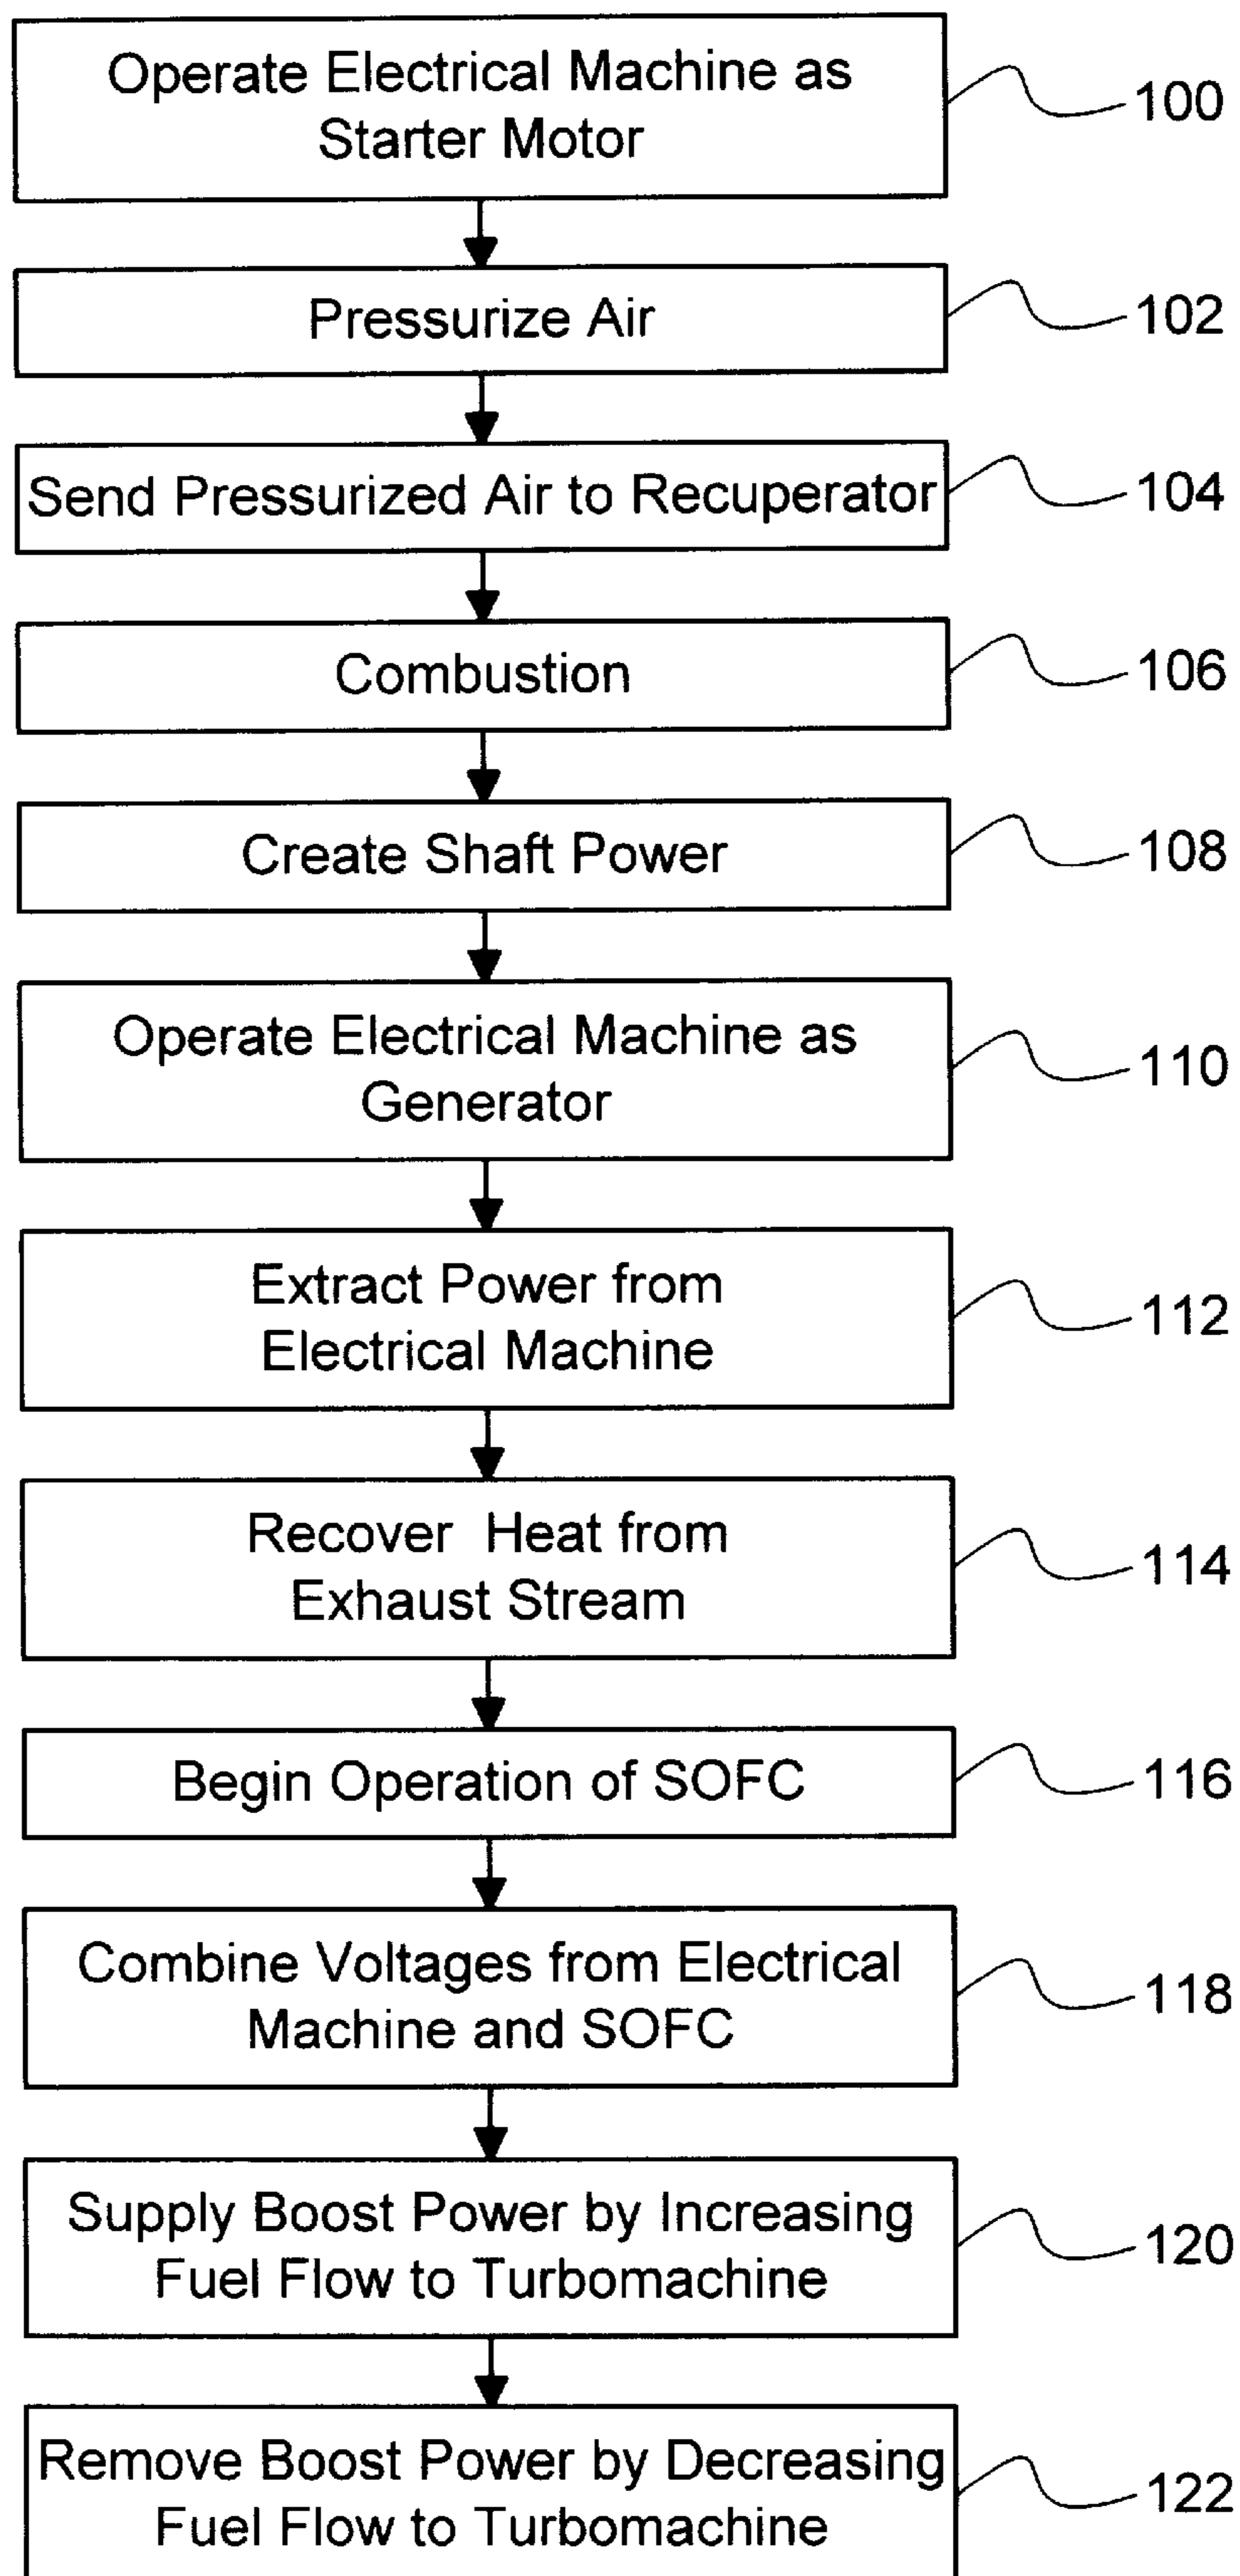 Operate Electrical Machine as
Starter Motor
100
Pressurize Air
102
Send Pressurized Air to Recuperator
104
Combustion
106
Create Shaft Power
108
Operate Electrical Machine as
Generator
110
Extract Power from
Electrical Machine
112
Recover Heat from
Exhaust Stream
114
Begin Operation of SOFC
116
Combine Voltages from Electrical
Machine and SOFC
118
Supply Boost Power by Increasing
Fuel Flow to Turbomachine
120
Remove Boost Power by Decreasing
Fuel Flow to Turbomachine
122